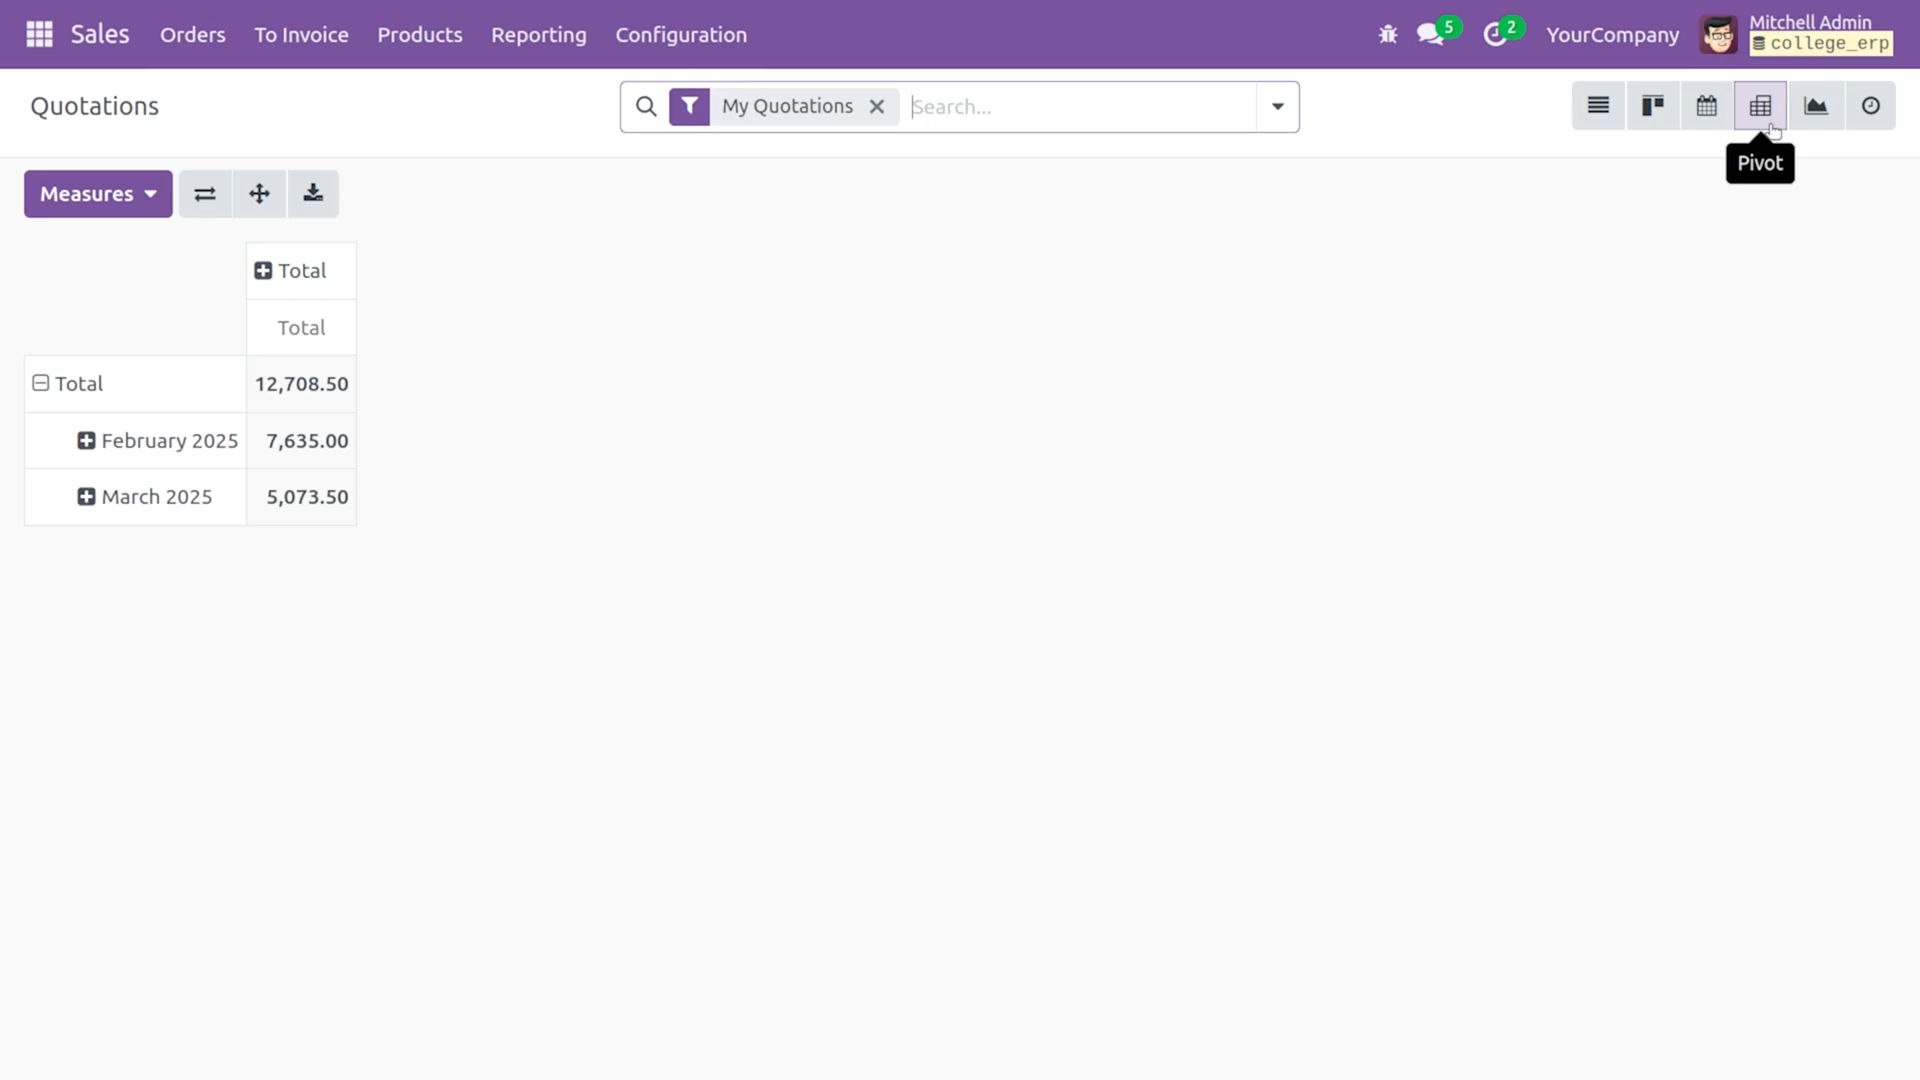 Sales Orders To Invoice Products Reporting Configuration 5 2 YourCompany Mitchell Admin
college_erp
Quotations My Quotations Search...
Pivot
Measures
Total
Total
Total 12,708.50
February 2025 7,635.00
March 2025 5,073.50